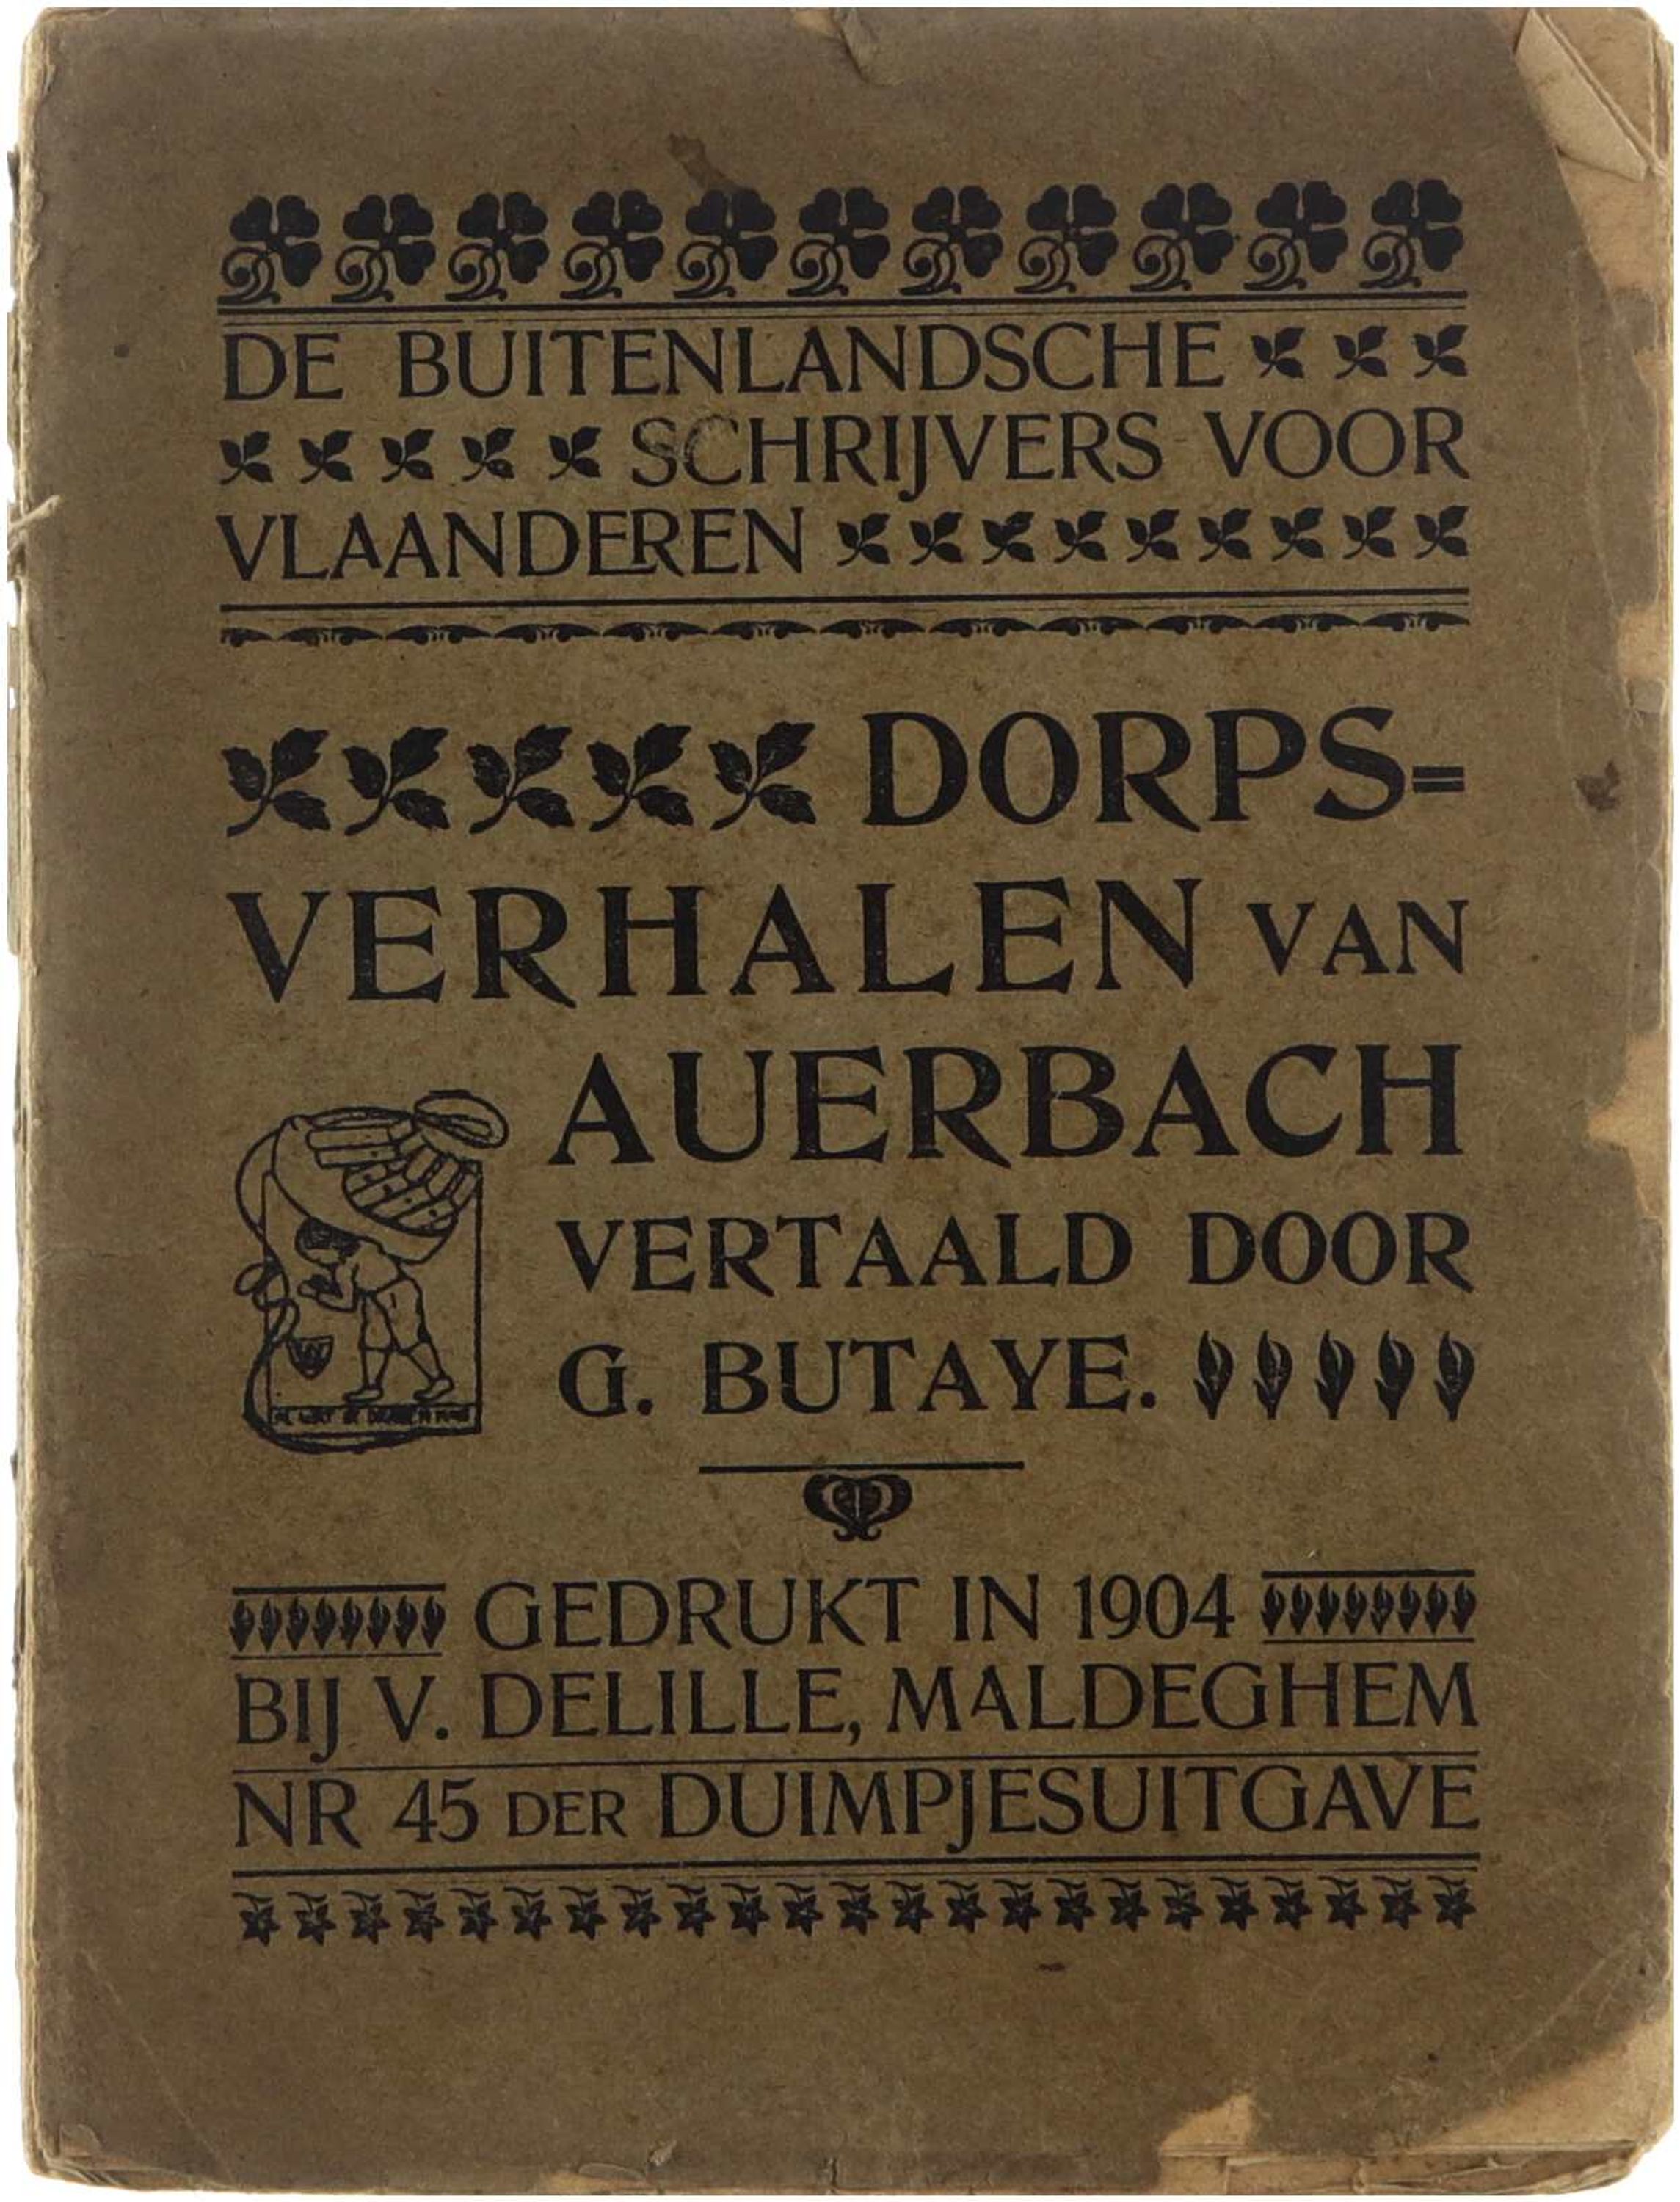 DE BUITENLANDSCHE
SCHRIJVERS VOOR
VLAANDEREN
DORPS=
VERHALEN VAN
AUERBACH
VERTAALD DOOR
G. BUTAYE.
GEDRUKT IN 1904
BIJ V. DELILLE, MALDEGHEM
NR 45 DER DUIMPJESUITGAVE